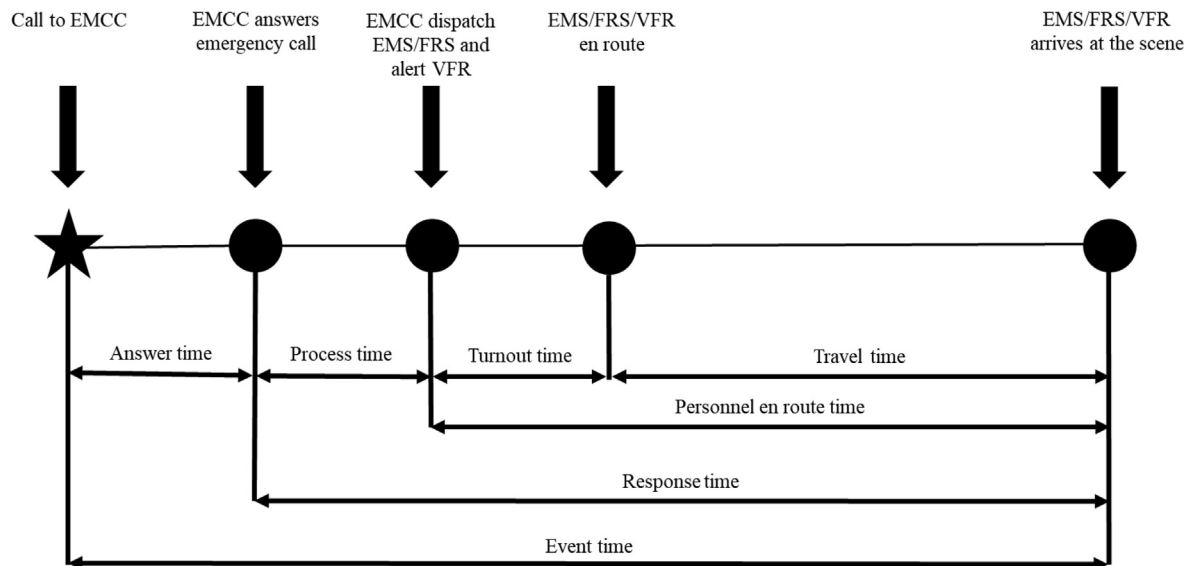 Call to EMCC
EMCC answers
emergency call
EMCC dispatch
EMS/FRS and
alert VFR
EMS/FRS/VFR
en route
EMS/FRS/VFR
arrives at the scene
Answer time
Process time
Turnout time
Travel time
Personnel en route time
Response time
Event time